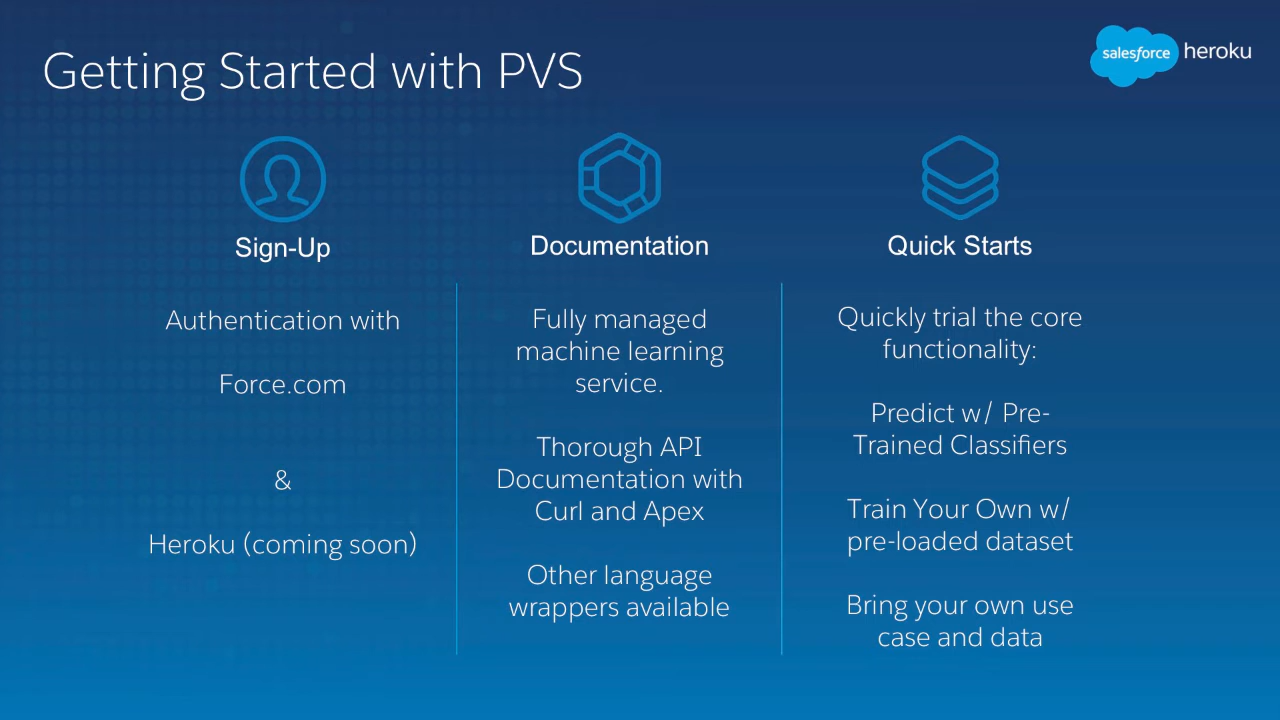 Getting Started with PVS
salesforce heroku
Sign-Up
Authentication with
Force.com
&
Heroku (coming soon)
Documentation
Fully managed
machine learning
service.
Thorough API
Documentation with
Curl and Apex
Other language
wrappers available
Quick Starts
Quickly trial the core
functionality:
Predict w/ Pre-
Trained Classifiers
Train Your Own w/
pre-loaded dataset
Bring your own use
case and data